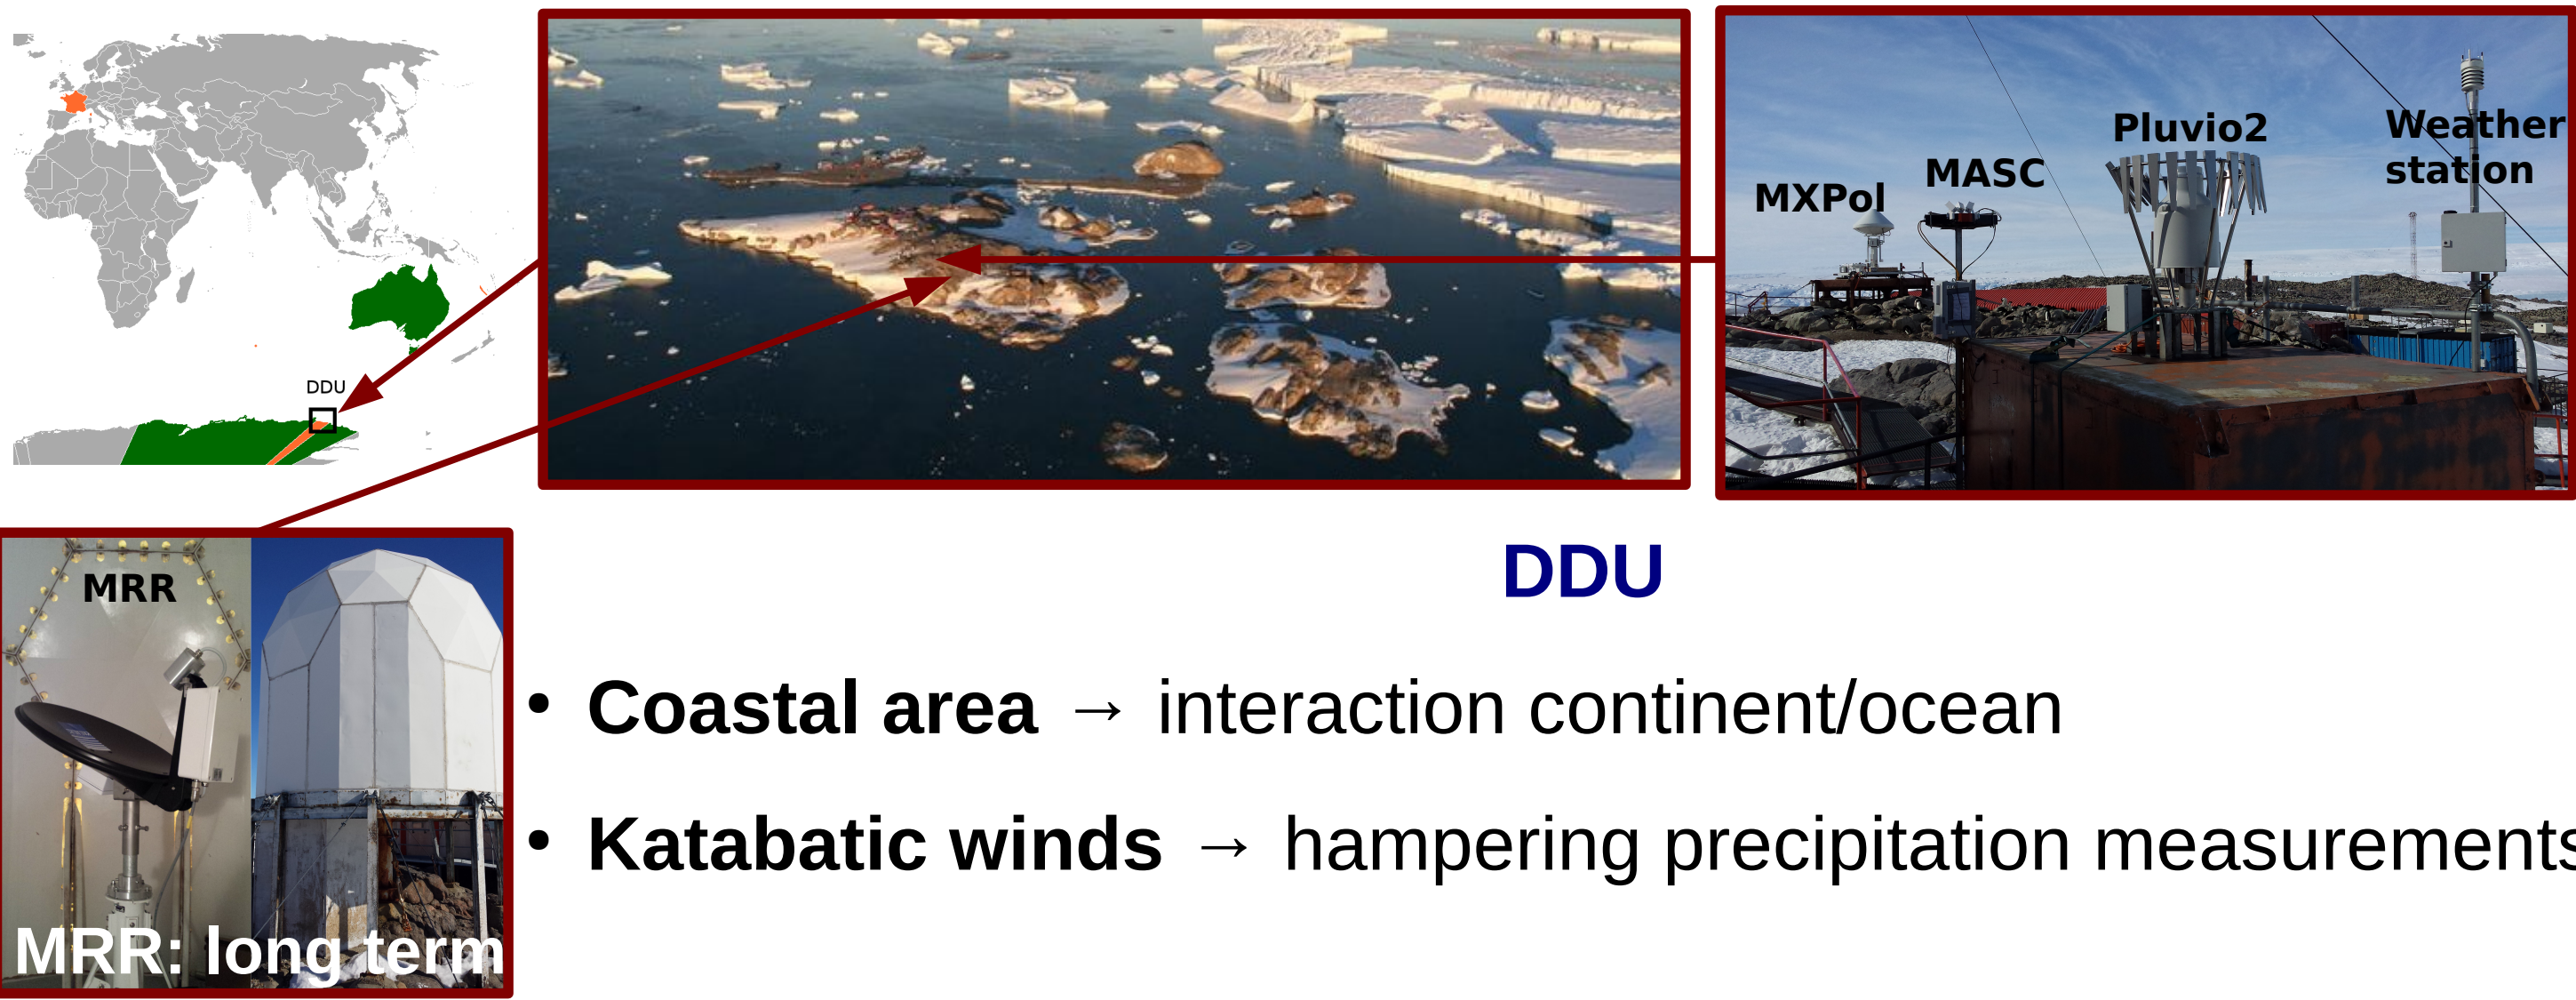 DDU
MXPol
MASC
Pluvio2
Weather
station
MRR
MRR: long term
DDU
• Coastal area → interaction continent/ocean
• Katabatic winds → hampering precipitation measurements